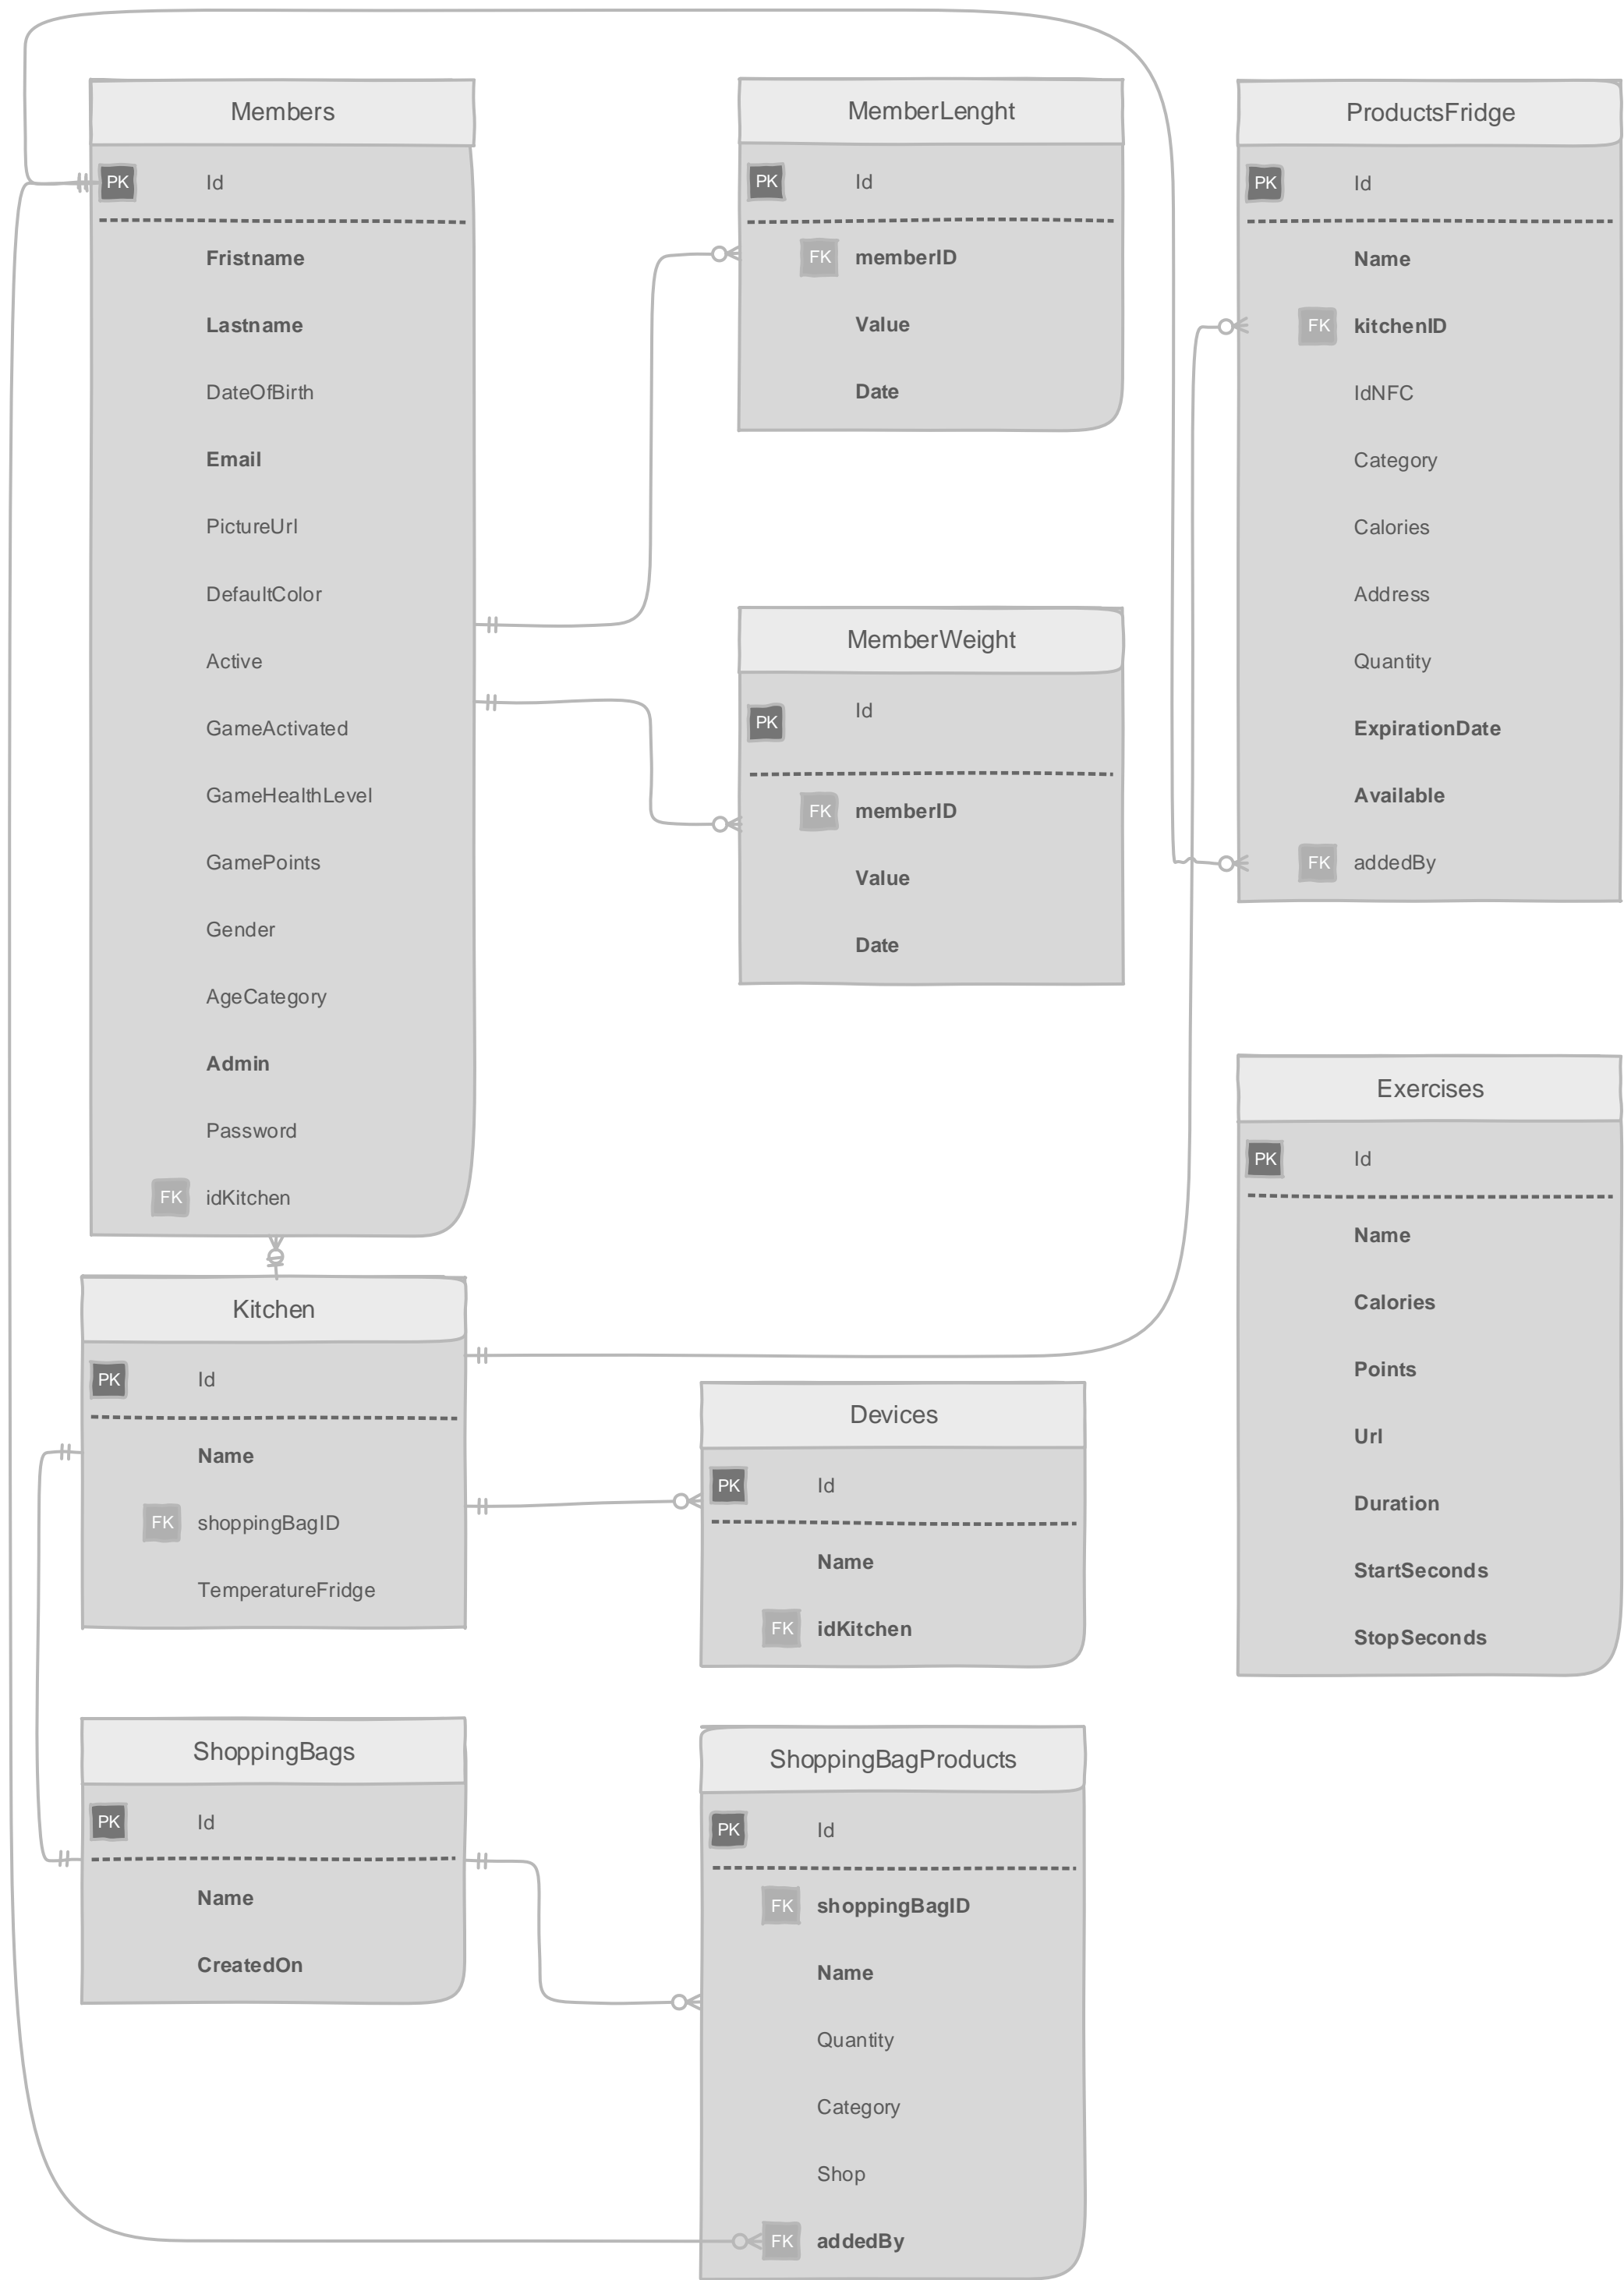 Members
PK Id
Fristname
Lastname
DateOfBirth
Email
PictureUrl
DefaultColor
Active
GameActivated
GameHealthLevel
GamePoints
Gender
AgeCategory
Admin
Password
FK idKitchen
MemberLenght
PK Id
FK memberID
Value
Date
ProductsFridge
PK Id
Name
FK kitchenID
IdNFC
Category
Calories
Address
Quantity
ExpirationDate
Available
FK addedBy
MemberWeight
PK Id
FK memberID
Value
Date
Exercises
PK Id
Name
Calories
Points
Url
Duration
StartSeconds
StopSeconds
Kitchen
PK Id
Name
FK shoppingBagID
TemperatureFridge
Devices
PK Id
Name
FK idKitchen
ShoppingBags
PK Id
Name
CreatedOn
ShoppingBagProducts
PK Id
FK shoppingBagID
Name
Quantity
Category
Shop
FK addedBy